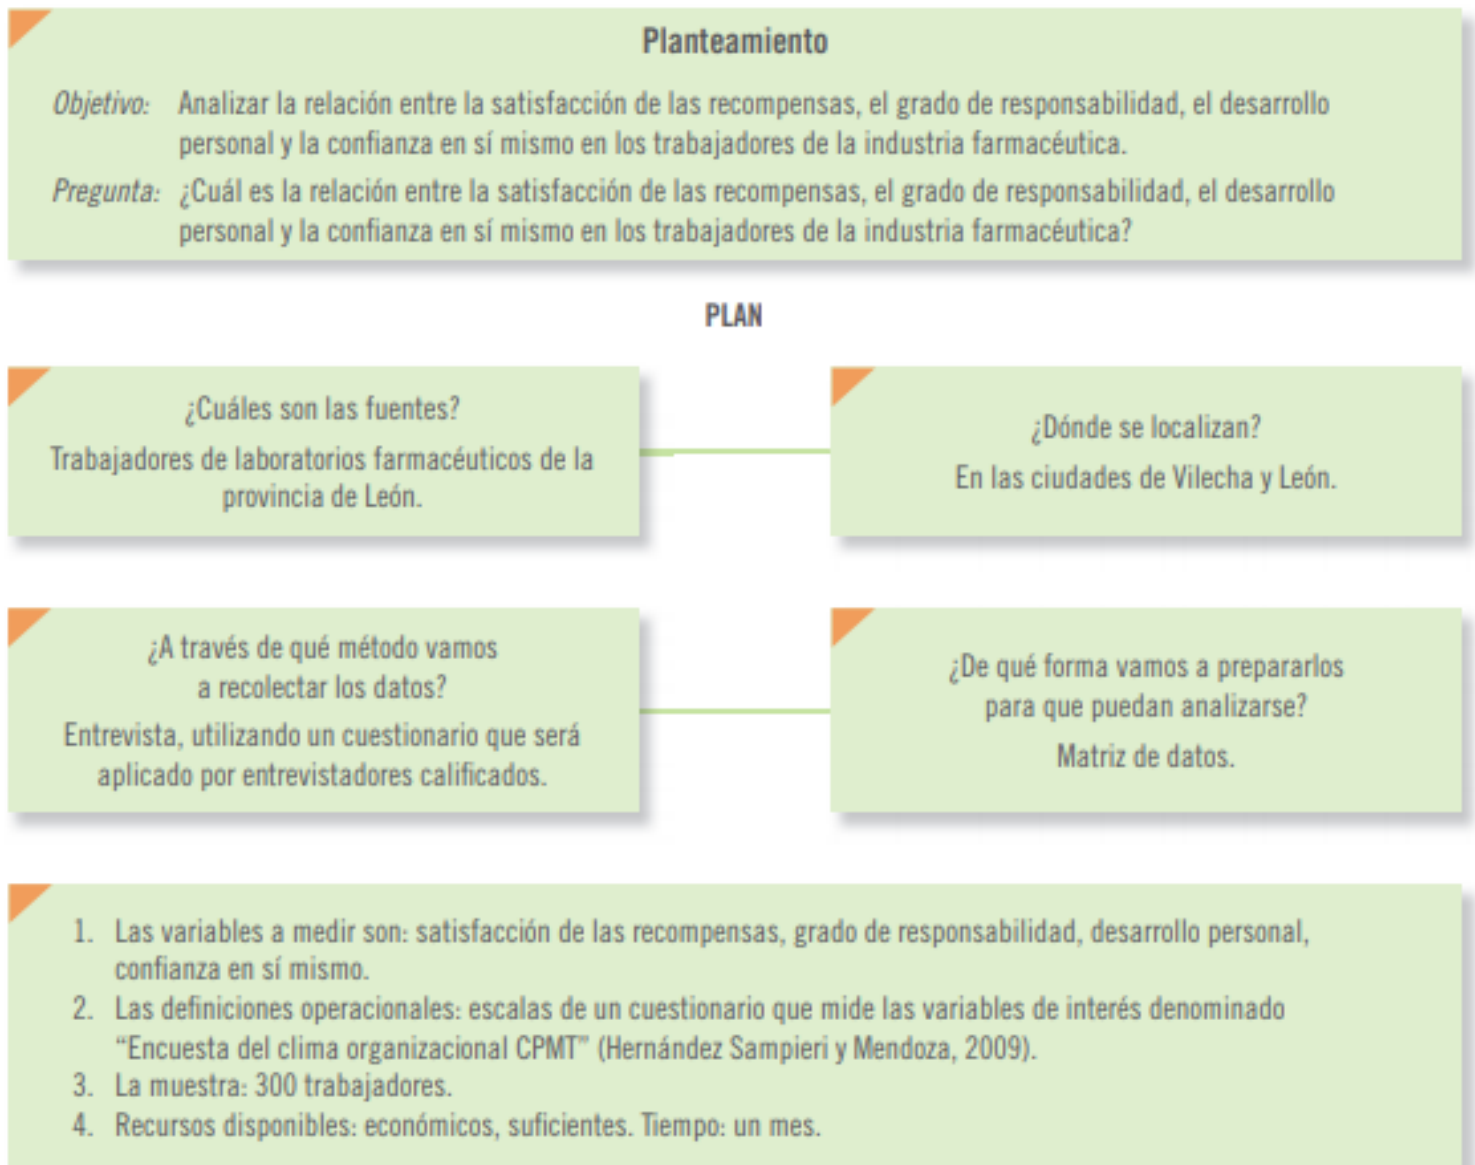 Planteamiento
Objetivo: Analizar la relación entre la satisfacción de las recompensas, el grado de responsabilidad, el desarrollo
personal y la confianza en sí mismo en los trabajadores de la industria farmacéutica.
Pregunta: ¿Cuál es la relación entre la satisfacción de las recompensas, el grado de responsabilidad, el desarrollo
personal y la confianza en sí mismo en los trabajadores de la industria farmacéutica?
PLAN
¿Cuáles son las fuentes?
Trabajadores de laboratorios farmacéuticos de la
provincia de León.
¿Dónde se localizan?
En las ciudades de Vilecha y León.
¿A través de qué método vamos
a recolectar los datos?
Entrevista, utilizando un cuestionario que será
aplicado por entrevistadores calificados.
¿De qué forma vamos a prepararlos
para que puedan analizarse?
Matriz de datos.
1. Las variables a medir son: satisfacción de las recompensas, grado de responsabilidad, desarrollo personal,
confianza en sí mismo.
2. Las definiciones operacionales: escalas de un cuestionario que mide las variables de interés denominado
“Encuesta del clima organizacional CPMT” (Hernández Sampieri y Mendoza, 2009).
3. La muestra: 300 trabajadores.
4. Recursos disponibles: económicos, suficientes. Tiempo: un mes.